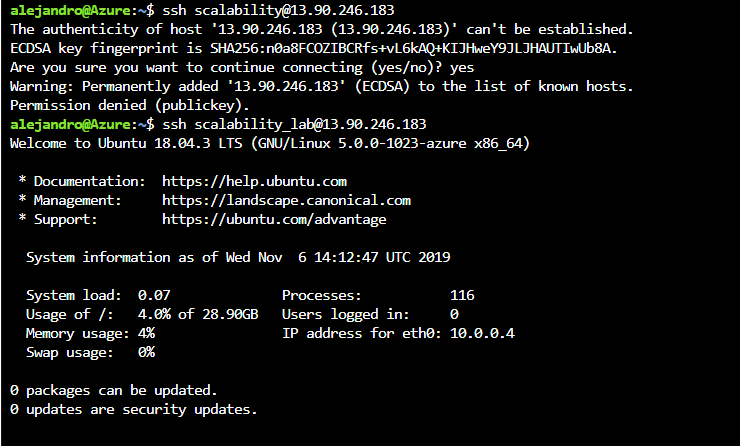 alejandro@Azure:~$ ssh scalability@13.90.246.183
The authenticity of host '13.90.246.183 (13.90.246.183)' can't be established.
ECDSA key fingerprint is SHA256:n0a8FCOZIBCRfs+vL6kAQ+KIJHweY9JLJHAUTIwUb8A.
Are you sure you want to continue connecting (yes/no)? yes
Warning: Permanently added '13.90.246.183' (ECDSA) to the list of known hosts.
Permission denied (publickey).
alejandro@Azure:~$ ssh scalability_lab@13.90.246.183
Welcome to Ubuntu 18.04.3 LTS (GNU/Linux 5.0.0-1023-azure x86_64)
* Documentation:  https://help.ubuntu.com
* Management:     https://landscape.canonical.com
* Support:        https://ubuntu.com/advantage
System information as of Wed Nov  6 14:12:47 UTC 2019
System load:  0.07             Processes:           116
Usage of /:   4.0% of 28.90GB  Users logged in:     0
Memory usage: 4%               IP address for eth0: 10.0.0.4
Swap usage:   0%
0 packages can be updated.
0 updates are security updates.